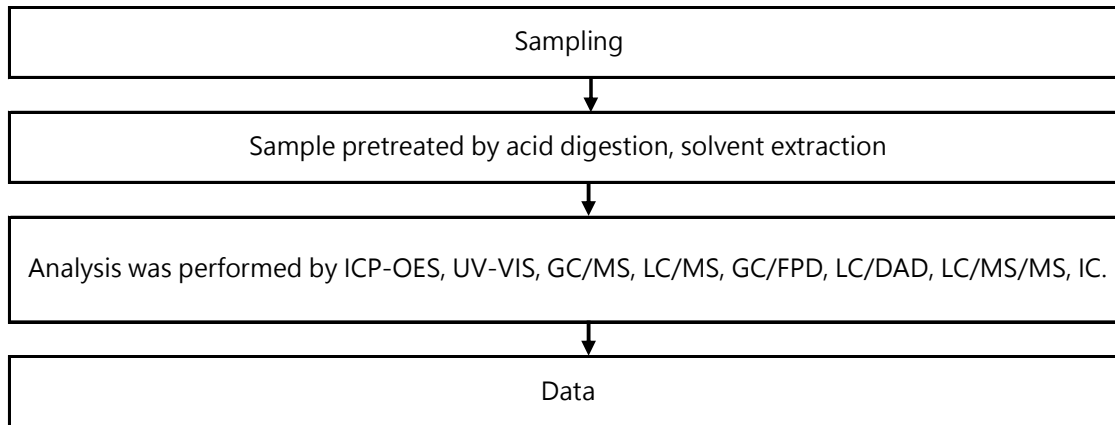 Sampling
Sample pretreated by acid digestion, solvent extraction
Analysis was performed by ICP-OES, UV-VIS, GC/MS, LC/MS, GC/FPD, LC/DAD, LC/MS/MS, IC.
Data